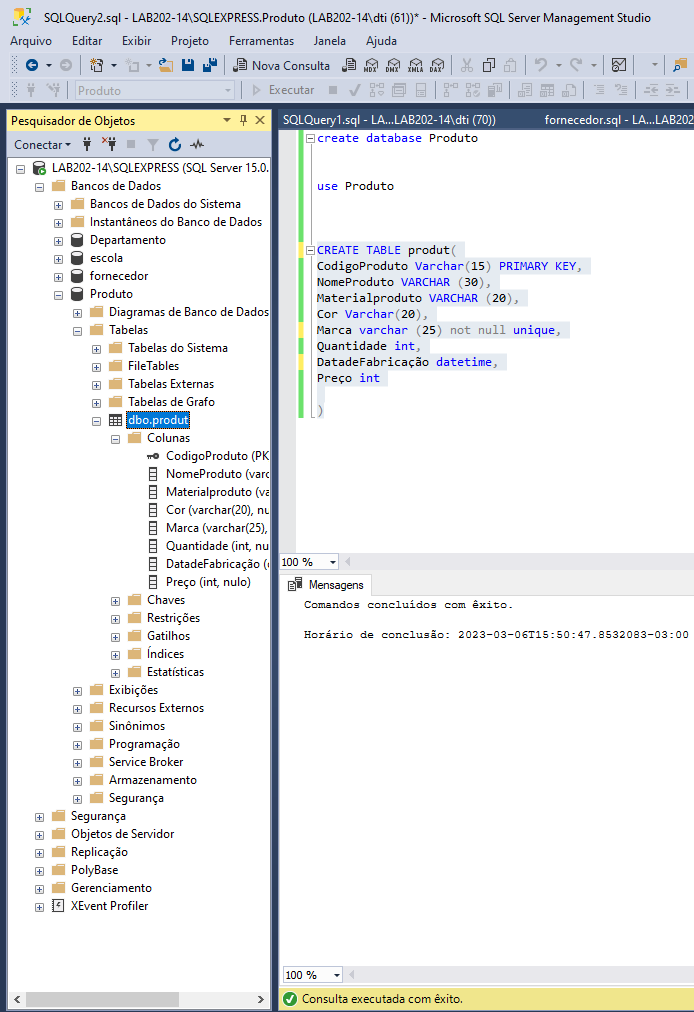 SQLQuery2.sql - LAB202-14\SQLEXPRESS.Produto (LAB202-14\dti (61))* - Microsoft SQL Server Management Studio
Arquivo Editar Exibir Projeto Ferramentas Janela Ajuda
Nova Consulta MDX DMX XMLA DAX
Produto Executar
Pesquisador de Objetos
Conectar
LAB202-14\SQLEXPRESS (SQL Server 15.0.
Bancos de Dados
Bancos de Dados do Sistema
Instantâneos do Banco de Dados
Departamento
escola
fornecedor
Produto
Diagramas de Banco de Dados
Tabelas
Tabelas do Sistema
FileTables
Tabelas Externas
Tabelas de Grafo
dbo.produt
Colunas
CodigoProduto (PK
NomeProduto (varc
Materialproduto (va
Cor (varchar(20), nu
Marca (varchar(25),
Quantidade (int, nu
DatadeFabricação (
Preço (int, nulo)
Chaves
Restrições
Gatilhos
Índices
Estatísticas
Exibições
Recursos Externos
Sinônimos
Programação
Service Broker
Armazenamento
Segurança
Segurança
Objetos de Servidor
Replicação
PolyBase
Gerenciamento
XEvent Profiler
SQLQuery1.sql - LA...LAB202-14\dti (70)) fornecedor.sql - LA...LAB202
create database Produto
use Produto
CREATE TABLE produt(
CodigoProduto Varchar(15) PRIMARY KEY,
NomeProduto VARCHAR (30),
Materialproduto VARCHAR (20),
Cor Varchar(20),
Marca varchar (25) not null unique,
Quantidade int,
DatadeFabricação datetime,
Preço int
)
100 %
Mensagens
Comandos concluídos com êxito.
Horário de conclusão: 2023-03-06T15:50:47.8532083-03:00
100 %
Consulta executada com êxito.